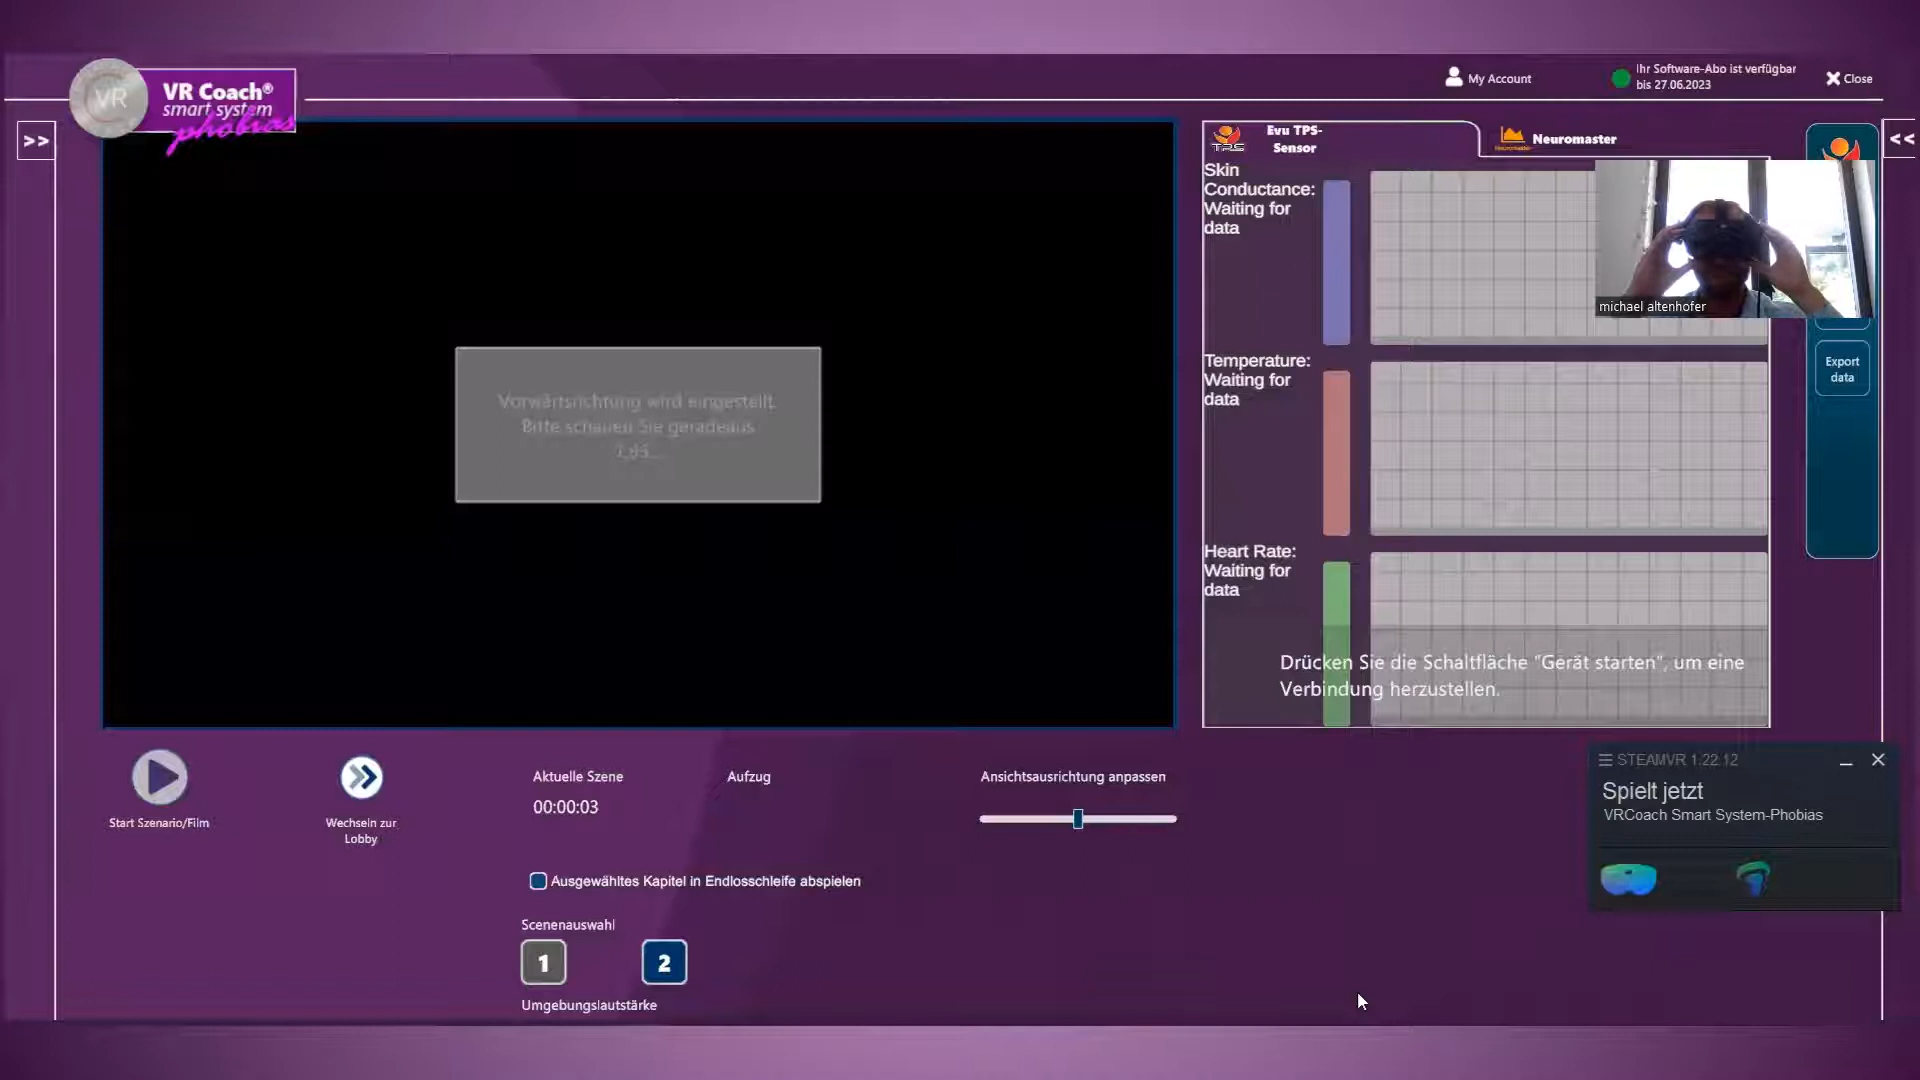 VR
VR Coach®
smart system
phobias
My Account
Ihr Software-Abo ist verfügbar
bis 27.06.2023
Close
>>
<<
TPS
Evu TPS-
Sensor
Neuromaster
Skin
Conductance:
Waiting for
data
michael altenhofer
Temperature:
Waiting for
data
Export
data
Vorwärtsrichtung wird eingestellt.
Bitte schauen Sie geradeaus
Heart Rate:
Waiting for
data
Drücken Sie die Schaltfläche "Gerät starten", um eine
Verbindung herzustellen.
Start Szenario/Film
Wechseln zur
Lobby
Aktuelle Szene
Aufzug
00:00:03
Ansichtsausrichtung anpassen
STEAMVR 1.22.12
Spielt jetzt
VRCoach Smart System-Phobias
Ausgewähltes Kapitel in Endlosschleife abspielen
Scenenauswahl
1
2
Umgebungslautstärke